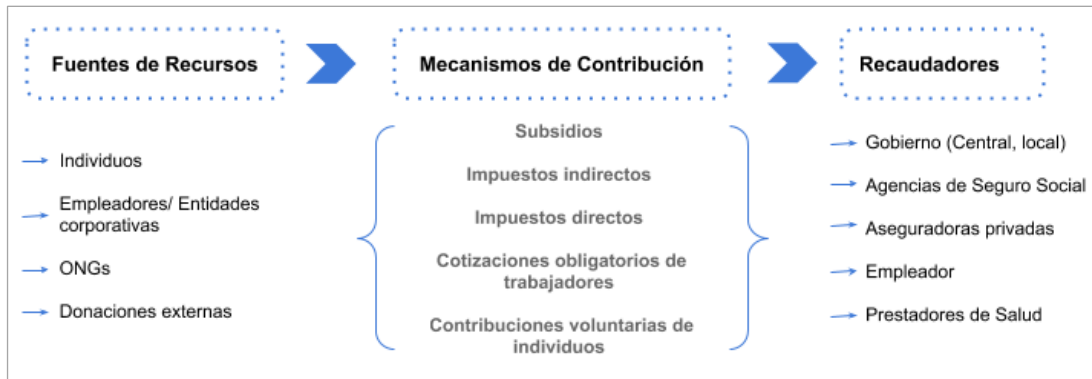 Fuentes de Recursos
Mecanismos de Contribución
Recaudadores
Individuos
Empleadores/ Entidades
corporativas
ONGs
Donaciones externas
Subsidios
Impuestos indirectos
Impuestos directos
Cotizaciones obligatorios de
trabajadores
Contribuciones voluntarias de
individuos
Gobierno (Central, local)
Agencias de Seguro Social
Aseguradoras privadas
Empleador
Prestadores de Salud